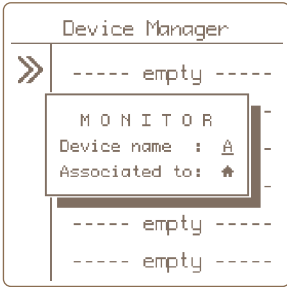 Device Manager
----- empty -----
M O N I T O R
Device name : A
Associated to:
----- empty -----
----- empty -----